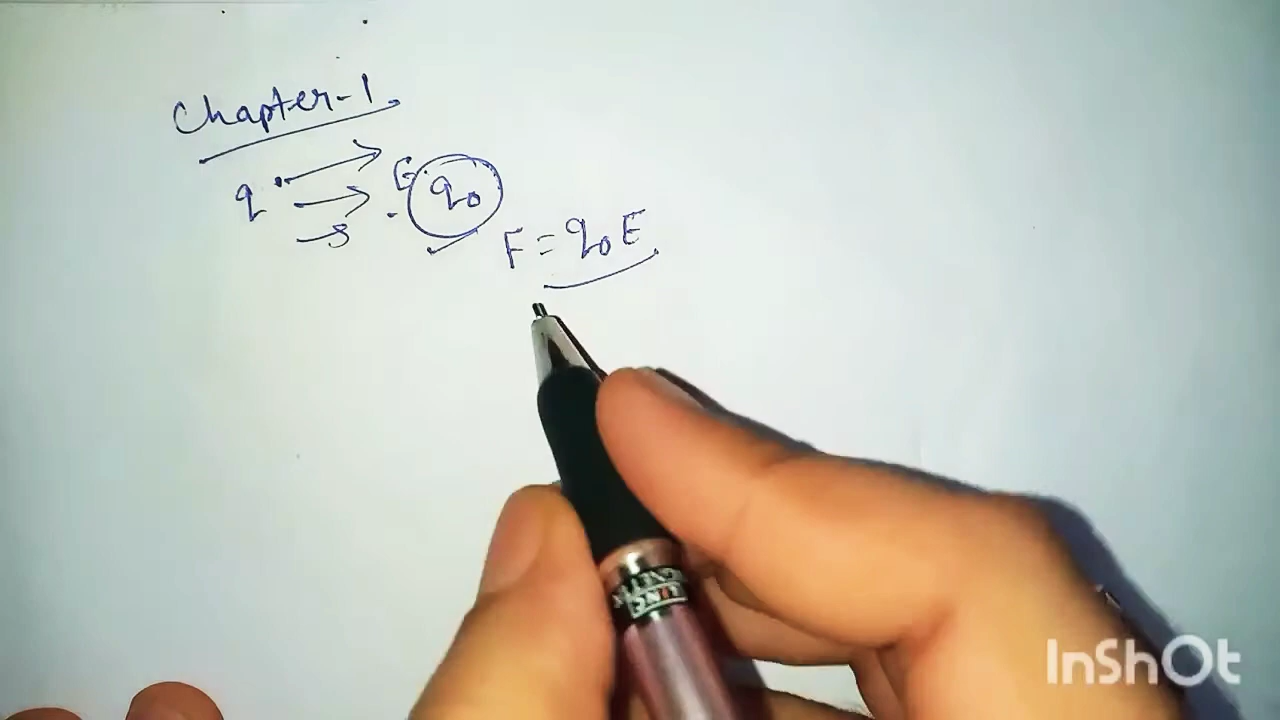 Chapter-1
q E q₀
F = q₀E
InShOt